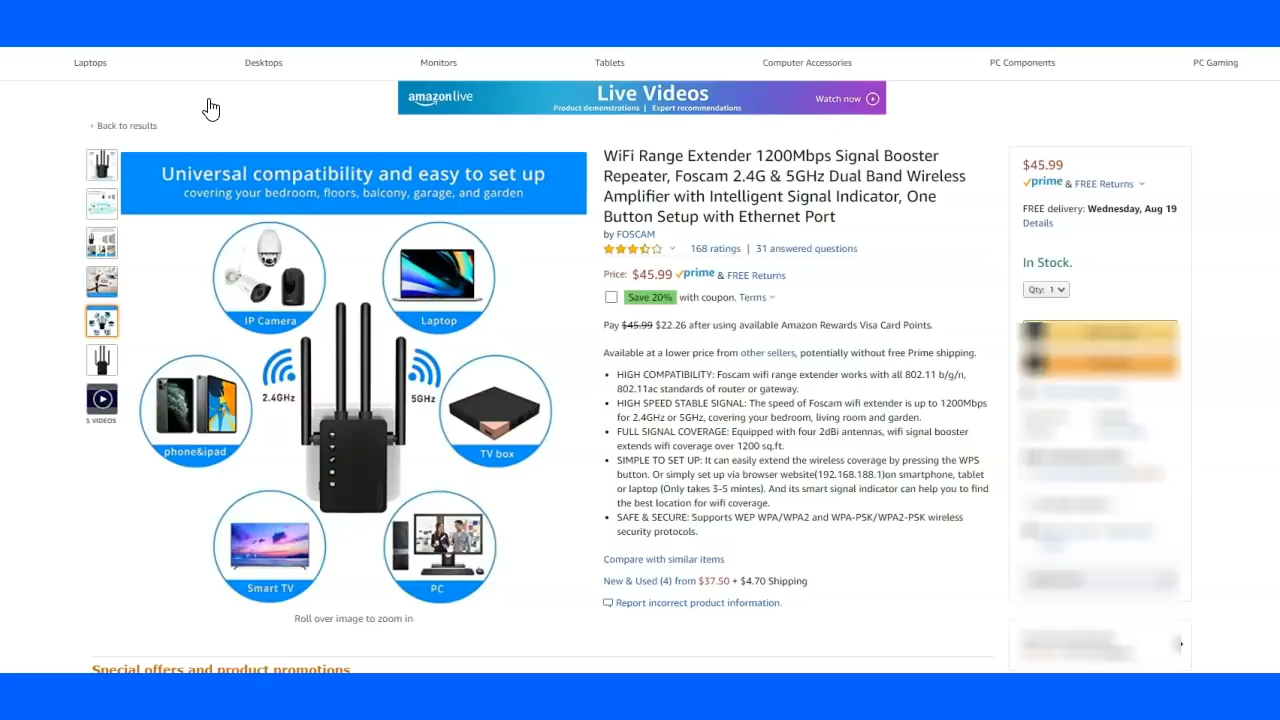 Laptops
Desktops
Monitors
Tablets
Computer Accessories
PC Components
PC Gaming
amazonlive
Live Videos
Product demonstrations | Expert recommendations
Watch now
‹ Back to results
Universal compatibility and easy to set up
covering your bedroom, floors, balcony, garage, and garden
IP Camera
Laptop
2.4GHz
5GHz
phone&ipad
TV box
Smart TV
PC
5 VIDEOS
Roll over image to zoom in
WiFi Range Extender 1200Mbps Signal Booster
Repeater, Foscam 2.4G & 5GHz Dual Band Wireless
Amplifier with Intelligent Signal Indicator, One
Button Setup with Ethernet Port
by FOSCAM
168 ratings | 31 answered questions
Price: $45.99 prime & FREE Returns
Save 20% with coupon. Terms
Pay $45.99 $22.26 after using available Amazon Rewards Visa Card Points.
Available at a lower price from other sellers, potentially without free Prime shipping.
• HIGH COMPATIBILITY: Foscam wifi range extender works with all 802.11 b/g/n,
802.11ac standards of router or gateway.
• HIGH SPEED STABLE SIGNAL: The speed of Foscam wifi extender is up to 1200Mbps
for 2.4GHz or 5GHz, covering your bedroom, living room and garden.
• FULL SIGNAL COVERAGE: Equipped with four 2dBi antennas, wifi signal booster
extends wifi coverage over 1200 sq.ft.
• SIMPLE TO SET UP: It can easily extend the wireless coverage by pressing the WPS
button. Or simply set up via browser website(192.168.188.1)on smartphone, tablet
or laptop (Only takes 3-5 mintes). And its smart signal indicator can help you to find
the best location for wifi coverage.
• SAFE & SECURE: Supports WEP WPA/WPA2 and WPA-PSK/WPA2-PSK wireless
security protocols.
Compare with similar items
New & Used (4) from $37.50 + $4.70 Shipping
Report incorrect product information.
$45.99
prime & FREE Returns
FREE delivery: Wednesday, Aug 19
Details
In Stock.
Qty: 1
Special offers and product promotions